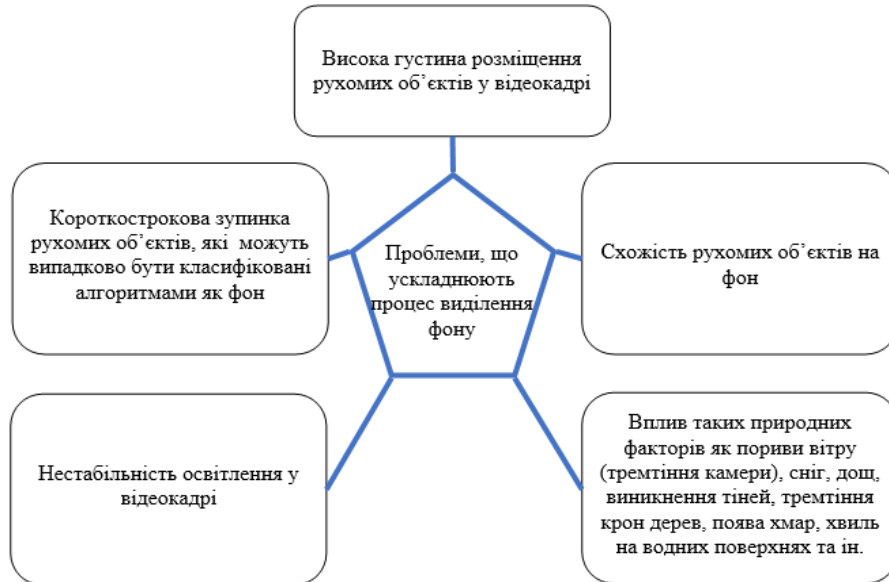 Висока густина розміщення
рухомих об’єктів у відеокадрі
Короткострокова зупинка
рухомих об’єктів, які можуть
випадково бути класифіковані
алгоритмами як фон
Проблеми, що
ускладнюють
процес виділення
фону
Схожість рухомих об’єктів на
фон
Нестабільність освітлення у
відеокадрі
Вплив таких природних
факторів як пориви вітру
(тремтіння камери), сніг, дощ,
виникнення тіней, тремтіння
крон дерев, поява хмар, хвиль
на водних поверхнях та ін.